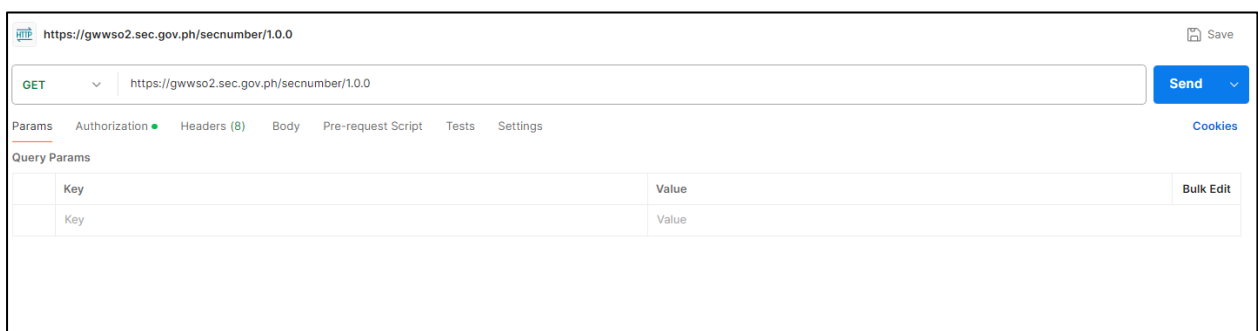 HTTP https://gwwso2.sec.gov.ph/secnumber/1.0.0 Save
GET https://gwwso2.sec.gov.ph/secnumber/1.0.0 Send
Params Authorization Headers (8) Body Pre-request Script Tests Settings Cookies
Query Params
Key Value Bulk Edit
Key Value